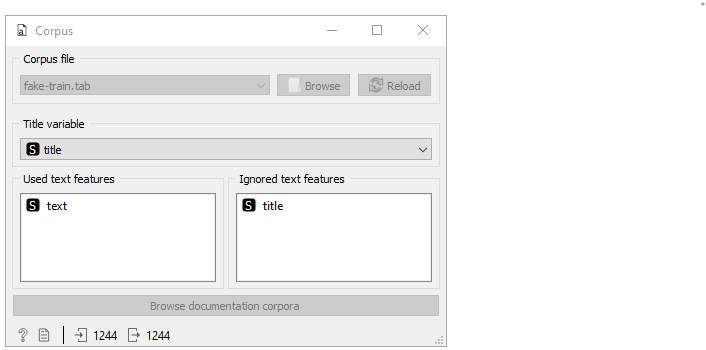 Corpus
Corpus file
fake-train.tab
Browse
Reload
Title variable
S title
Used text features
Ignored text features
S text
S title
Browse documentation corpora
? 1244 1244